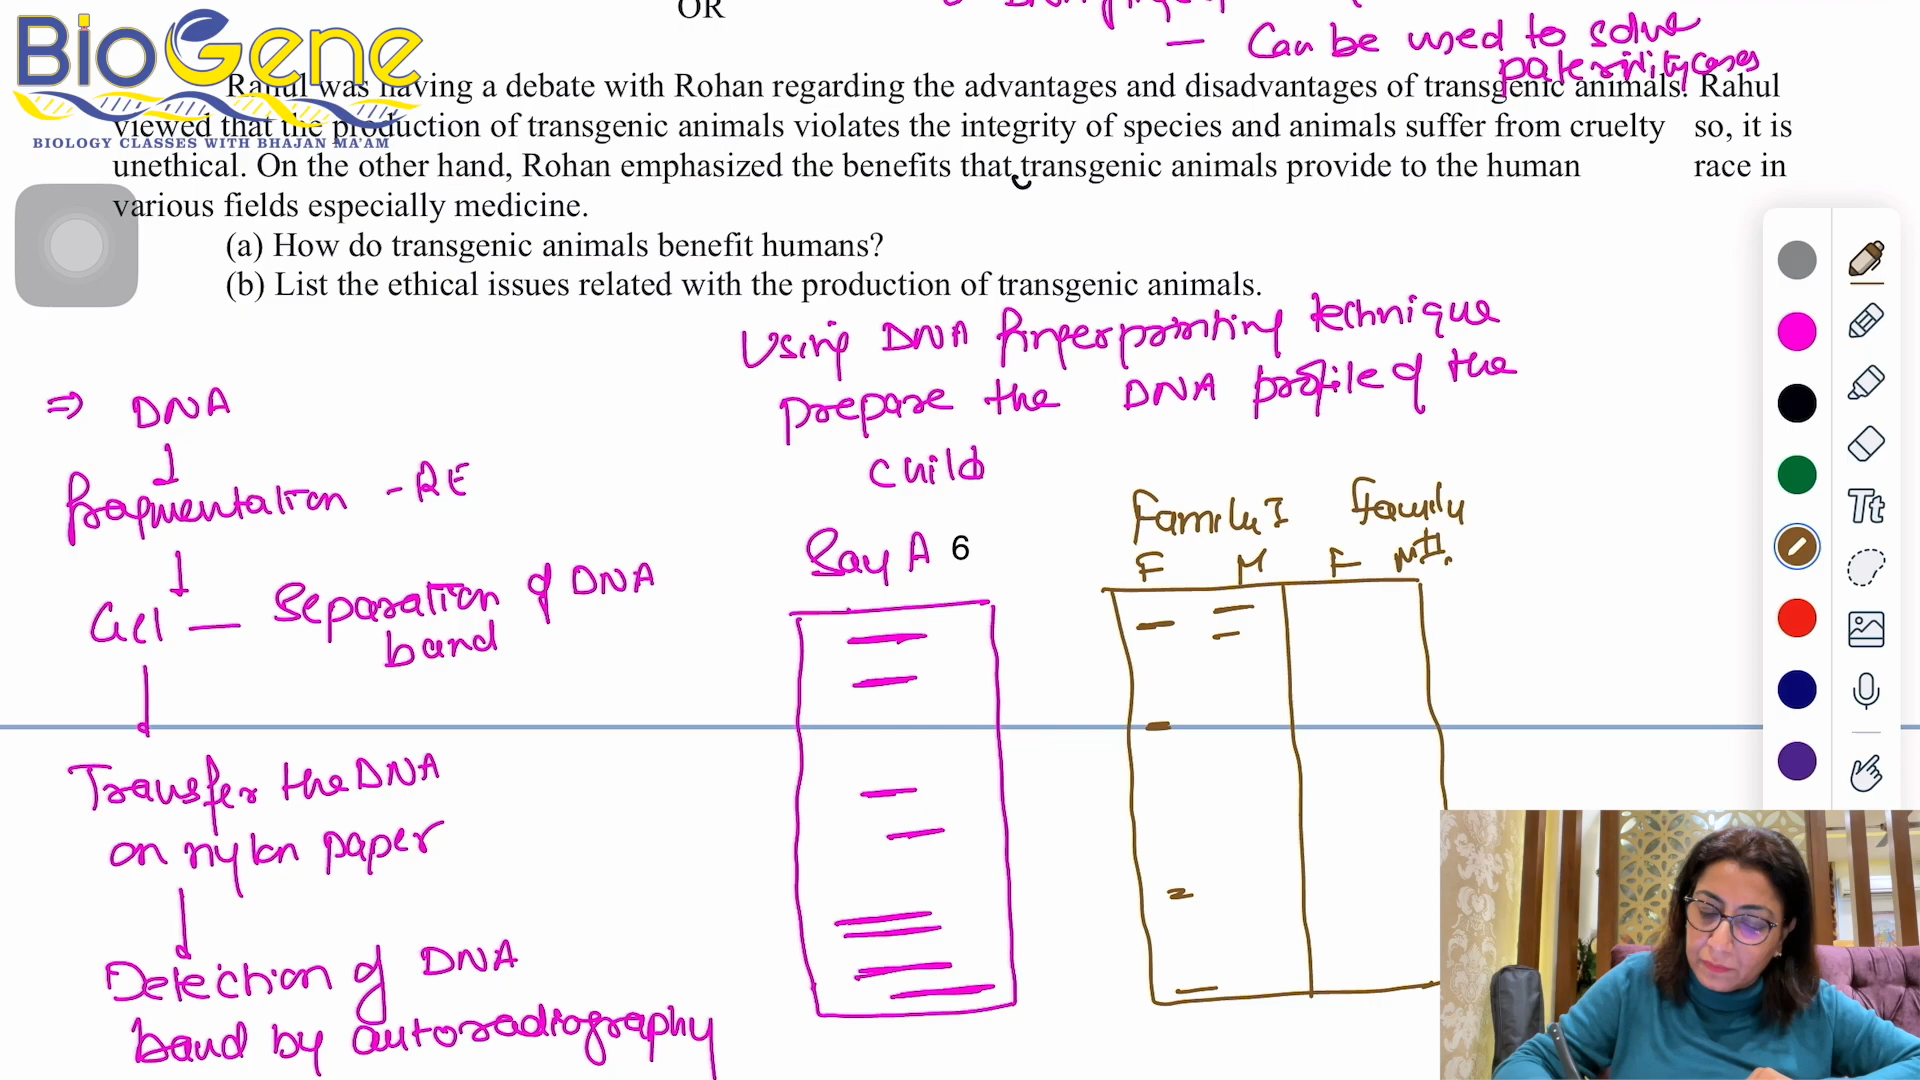 OR
— Can be used to solve
paternity cases
BioGene
BIOLOGY CLASSES WITH BHAJAN MA'AM
Rahul was having a debate with Rohan regarding the advantages and disadvantages of transgenic animals. Rahul
viewed that the production of transgenic animals violates the integrity of species and animals suffer from cruelty so, it is
unethical. On the other hand, Rohan emphasized the benefits that transgenic animals provide to the human race in
various fields especially medicine.
(a) How do transgenic animals benefit humans?
(b) List the ethical issues related with the production of transgenic animals.
Using DNA fingerprinting technique
prepare the DNA profile of the
child
⇒ DNA
fragmentation - RE
Gel — Separation of DNA
band
Transfer the DNA
on nylon paper
Detection of DNA
band by autoradiography
Say A 6
Family I Family
II.
F M F M
Tt